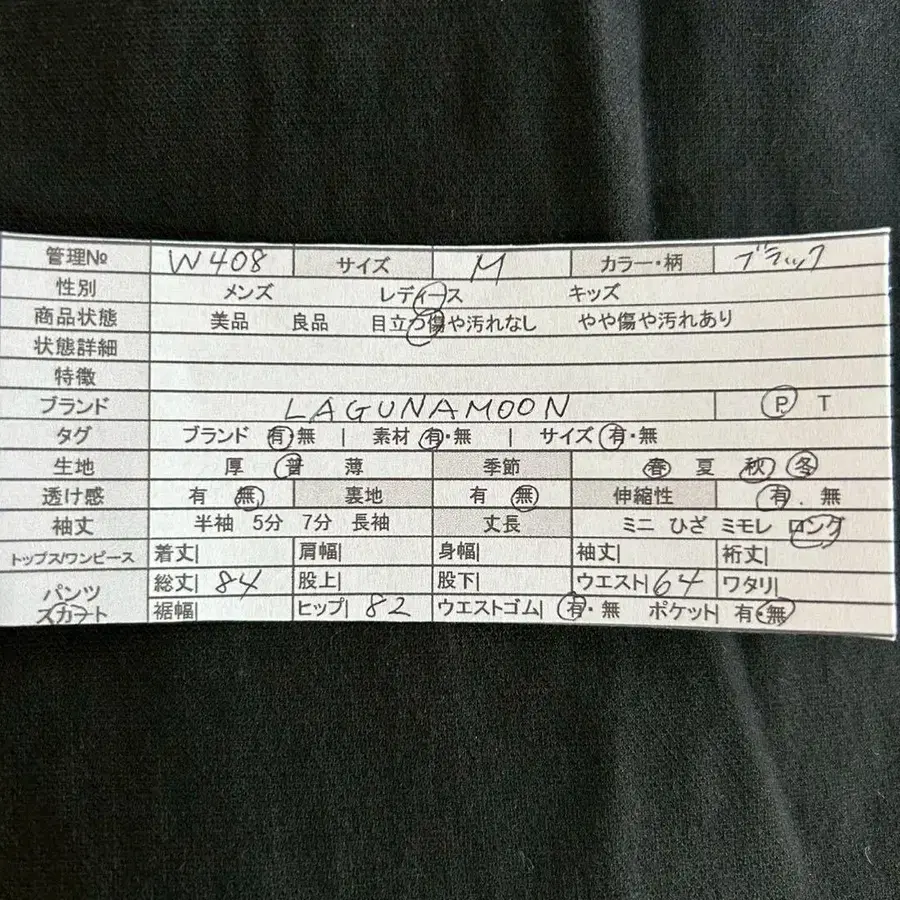 管理№ W408 サイズ M カラー・柄 ブラック
性別 メンズ レディース キッズ
商品状態 美品 良品 目立つ傷や汚れなし やや傷や汚れあり
状態詳細
特徴
ブランド LAGUNAMOON P T
タグ ブランド 有・無 | 素材 有・無 | サイズ 有・無
生地 厚 普 薄 季節 春 夏 秋 冬
透け感 有 無 裏地 有 無 伸縮性 有 . 無
袖丈 半袖 5分 7分 長袖 丈長 ミニ ひざ ミモレ ロング
トップス/ワンピース 着丈| 肩幅| 身幅| 袖丈| 裄丈|
パンツ 総丈| 84 股上| 股下| ウエスト| 64 ワタリ|
スカート 裾幅| ヒップ| 82 ウエストゴム| 有・無 ポケット| 有・無